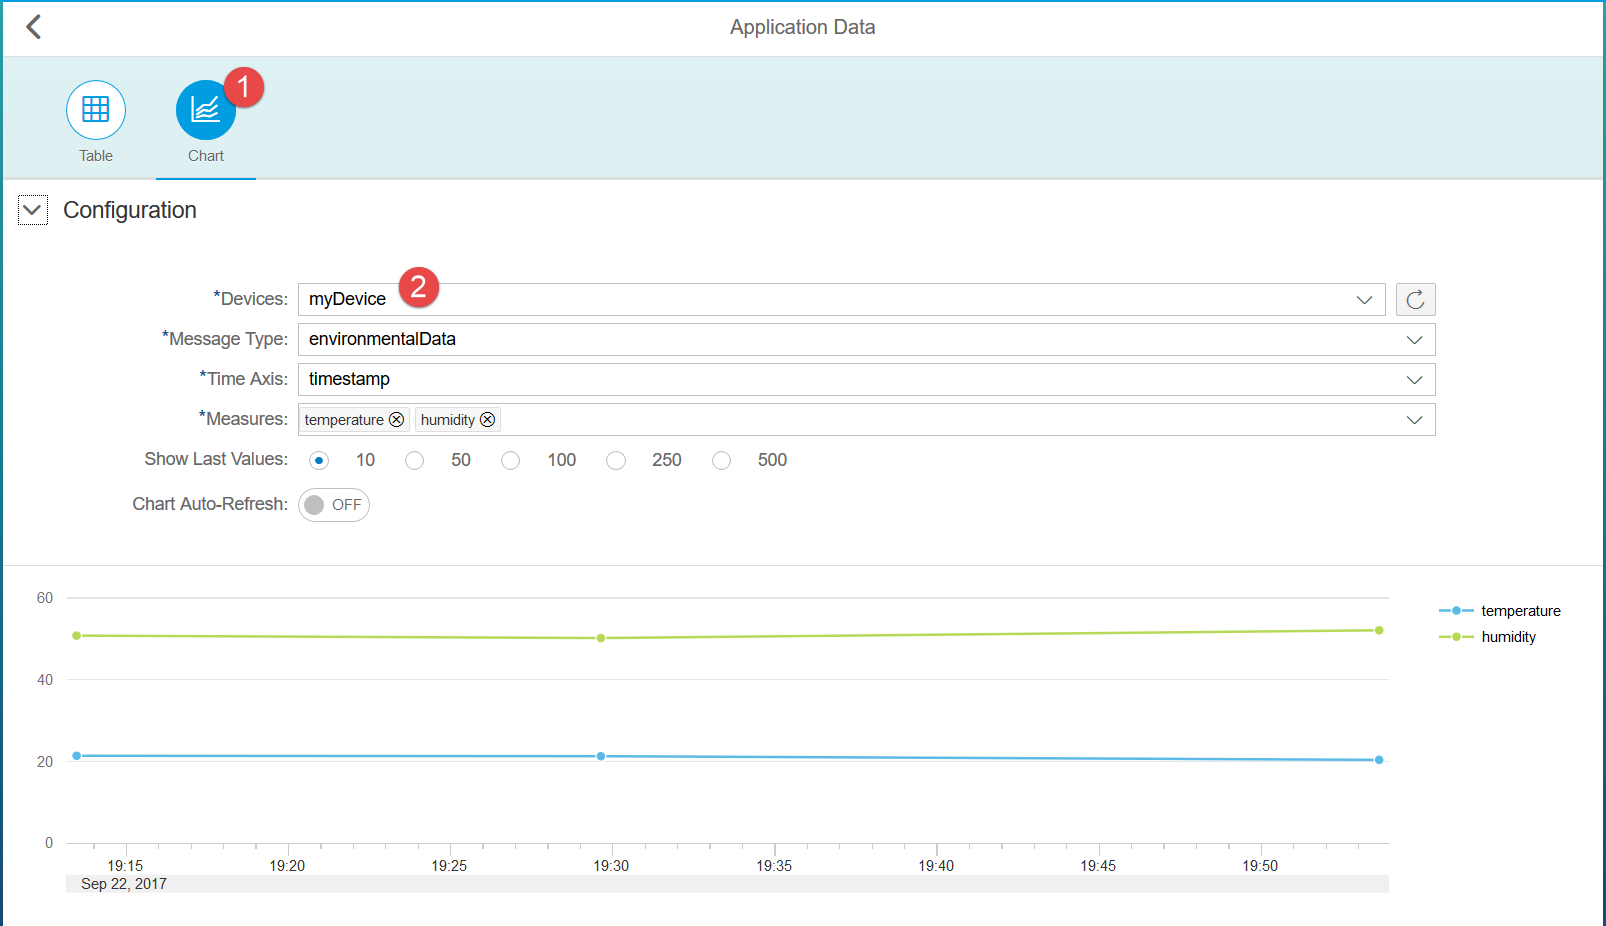 Application Data
1
Table Chart
Configuration
2
*Devices: myDevice
*Message Type: environmentalData
*Time Axis: timestamp
*Measures: temperature humidity
Show Last Values: 10 50 100 250 500
Chart Auto-Refresh: OFF
60
temperature
humidity
40
20
0
19:15 19:20 19:25 19:30 19:35 19:40 19:45 19:50
Sep 22, 2017